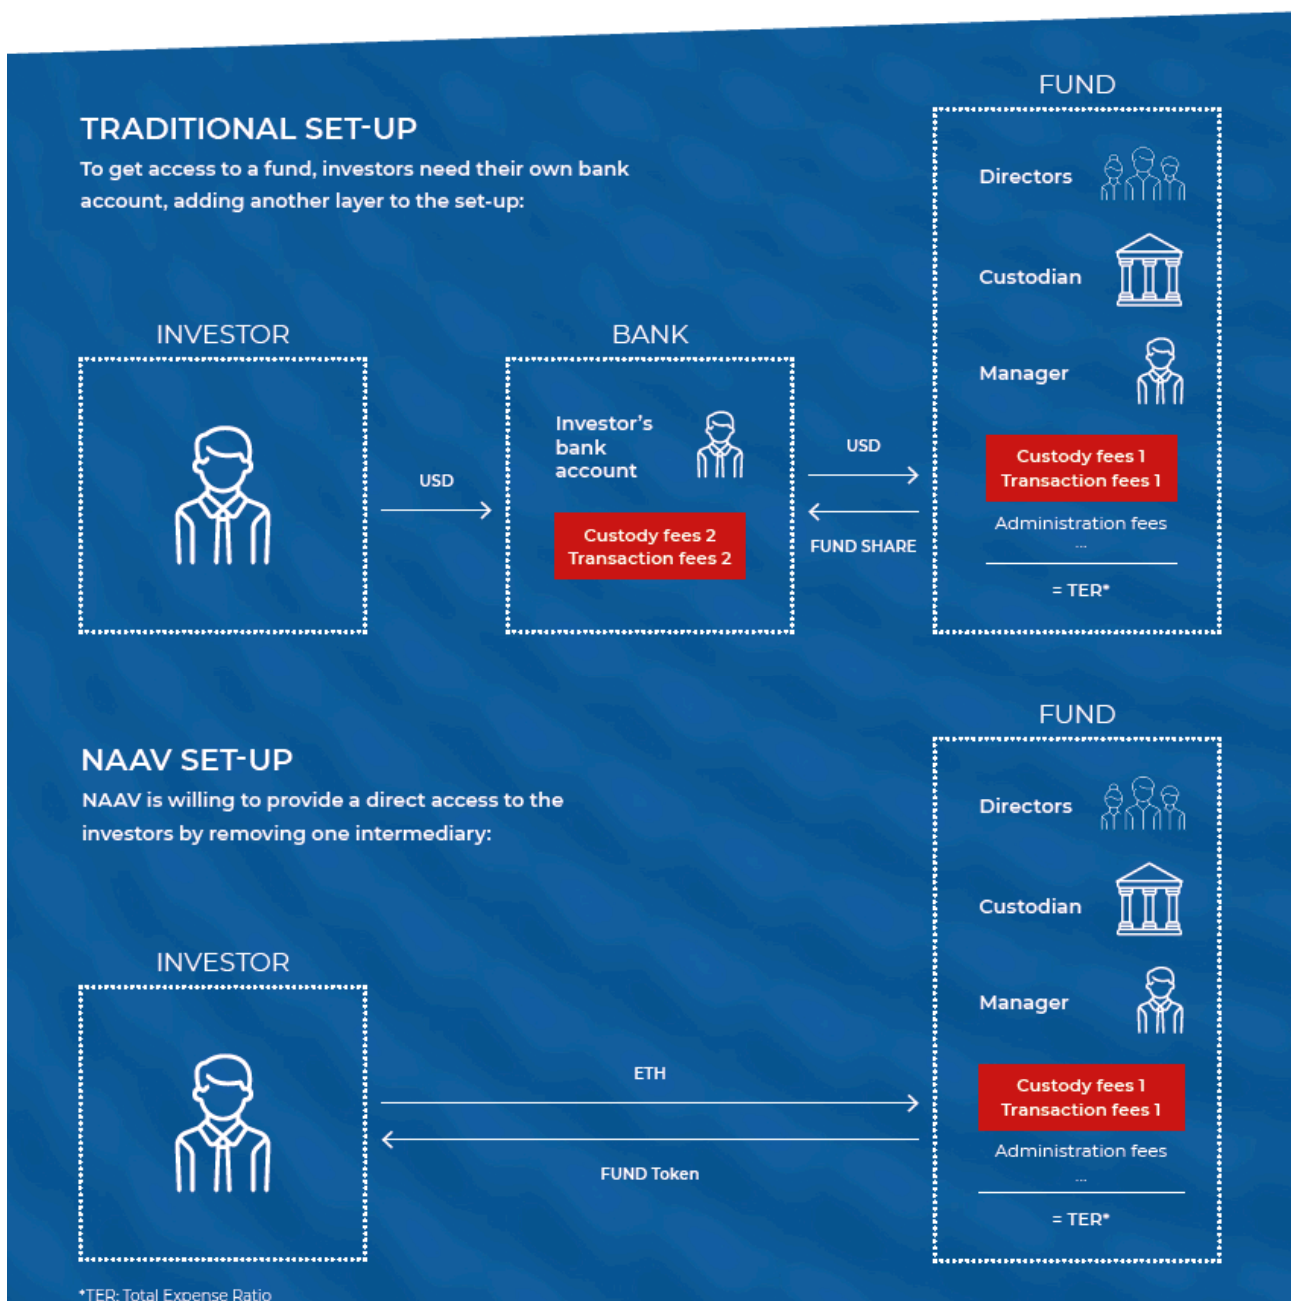 TRADITIONAL SET-UP
To get access to a fund, investors need their own bank
account, adding another layer to the set-up:
INVESTOR
USD
BANK
Investor's
bank
account
Custody fees 2
Transaction fees 2
USD
FUND SHARE
FUND
Directors
Custodian
Manager
Custody fees 1
Transaction fees 1
Administration fees
...
= TER*
NAAV SET-UP
NAAV is willing to provide a direct access to the
investors by removing one intermediary:
INVESTOR
ETH
FUND Token
FUND
Directors
Custodian
Manager
Custody fees 1
Transaction fees 1
Administration fees
...
= TER*
*TER: Total Expense Ratio